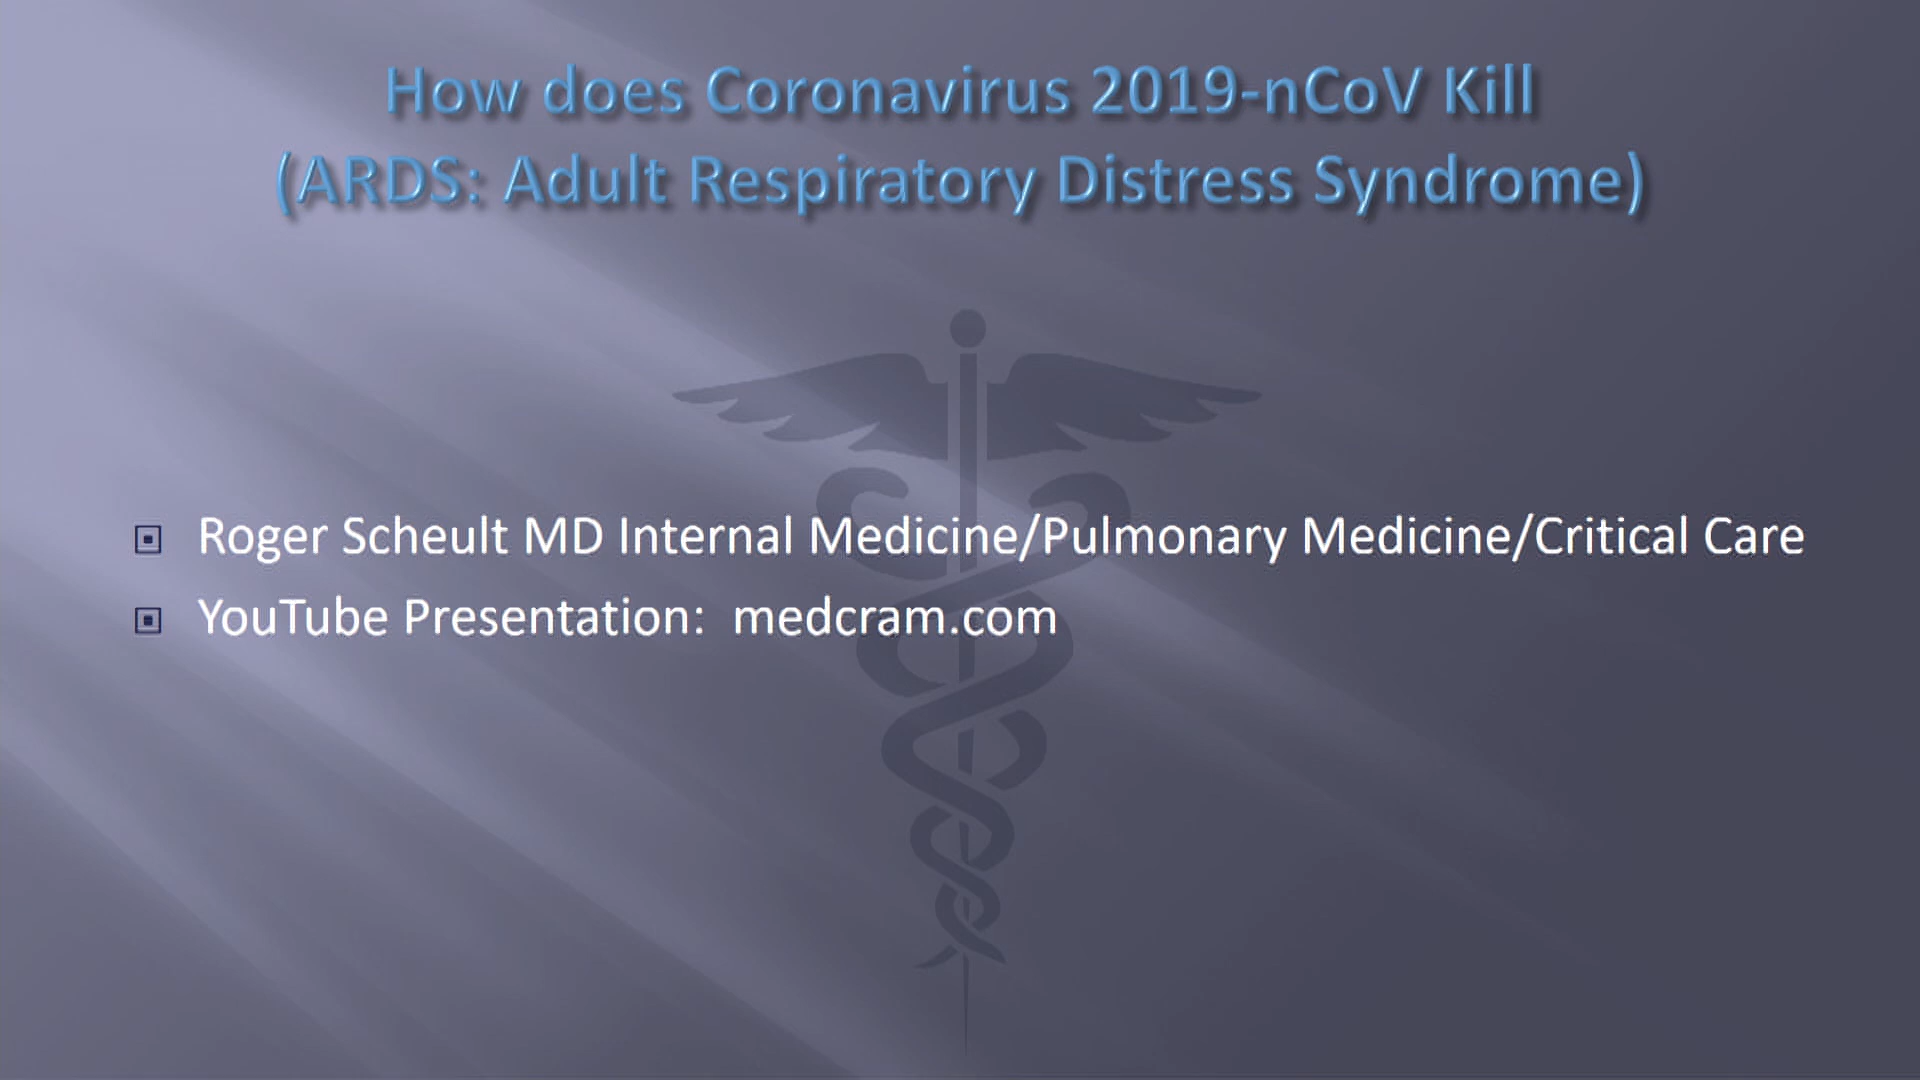 How does Coronavirus 2019-nCoV Kill
(ARDS: Adult Respiratory Distress Syndrome)
Roger Scheult MD Internal Medicine/Pulmonary Medicine/Critical Care
YouTube Presentation: medcram.com